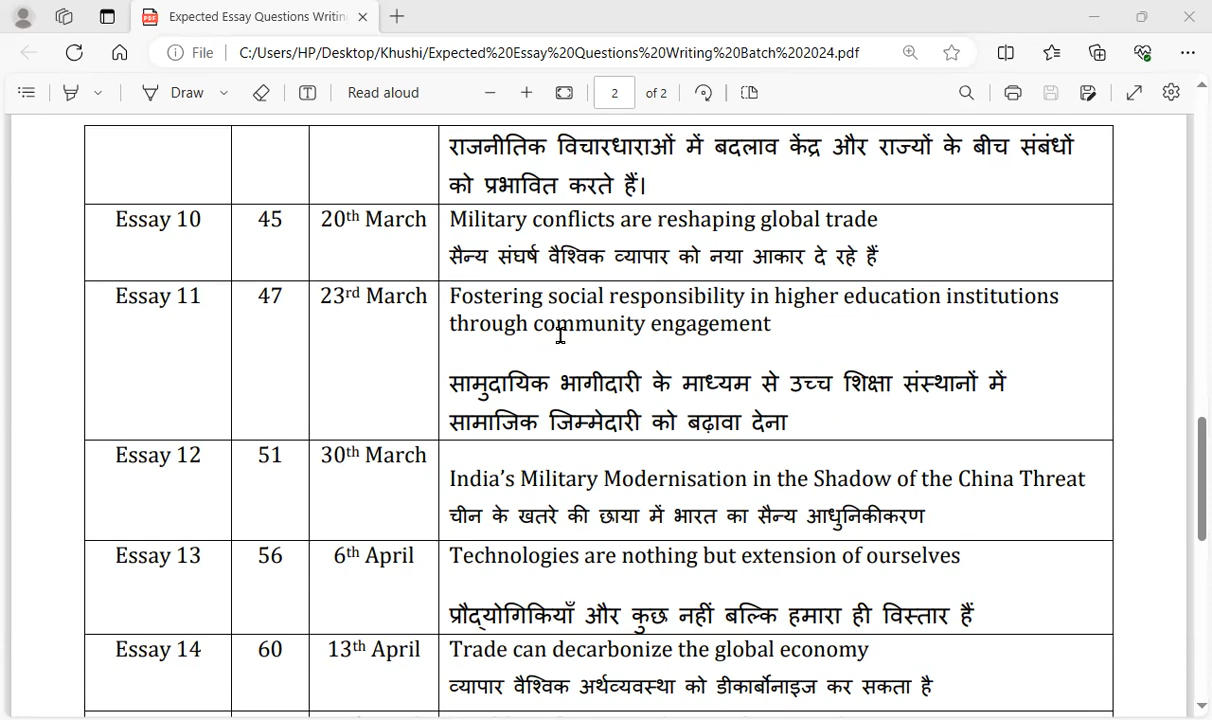 Expected Essay Questions Writin
File
C:/Users/HP/Desktop/Khushi/Expected%20Essay%20Questions%20Writing%20Batch%202024.pdf
Draw
Read aloud
2
of 2
राजनीतिक विचारधाराओं में बदलाव केंद्र और राज्यों के बीच संबंधों
को प्रभावित करते हैं।
Essay 10
45
20th March
Military conflicts are reshaping global trade
सैन्य संघर्ष वैश्विक व्यापार को नया आकार दे रहे हैं
Essay 11
47
23rd March
Fostering social responsibility in higher education institutions
through community engagement
सामुदायिक भागीदारी के माध्यम से उच्च शिक्षा संस्थानों में
सामाजिक जिम्मेदारी को बढ़ावा देना
Essay 12
51
30th March
India’s Military Modernisation in the Shadow of the China Threat
चीन के खतरे की छाया में भारत का सैन्य आधुनिकीकरण
Essay 13
56
6th April
Technologies are nothing but extension of ourselves
प्रौद्योगिकियाँ और कुछ नहीं बल्कि हमारा ही विस्तार हैं
Essay 14
60
13th April
Trade can decarbonize the global economy
व्यापार वैश्विक अर्थव्यवस्था को डीकार्बोनाइज कर सकता है